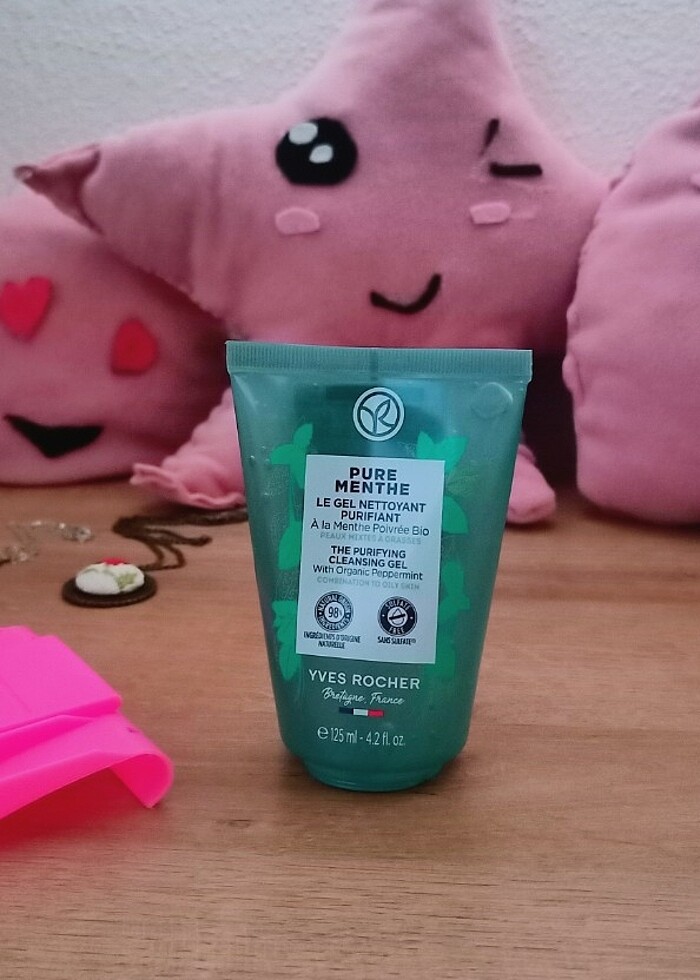 PURE
MENTHE
LE GEL NETTOYANT
PURIFIANT
À la Menthe Poivrée Bio
PEAUX MIXTES À GRASSES
THE PURIFYING
CLEANSING GEL
With Organic Peppermint
COMBINATION TO OILY SKIN
98%
SULFATE
FREE
INGRÉDIENTS D'ORIGINE
NATURELLE
SANS SULFATE
YVES ROCHER
Bretagne, France
e 125 ml - 4.2 fl. oz.